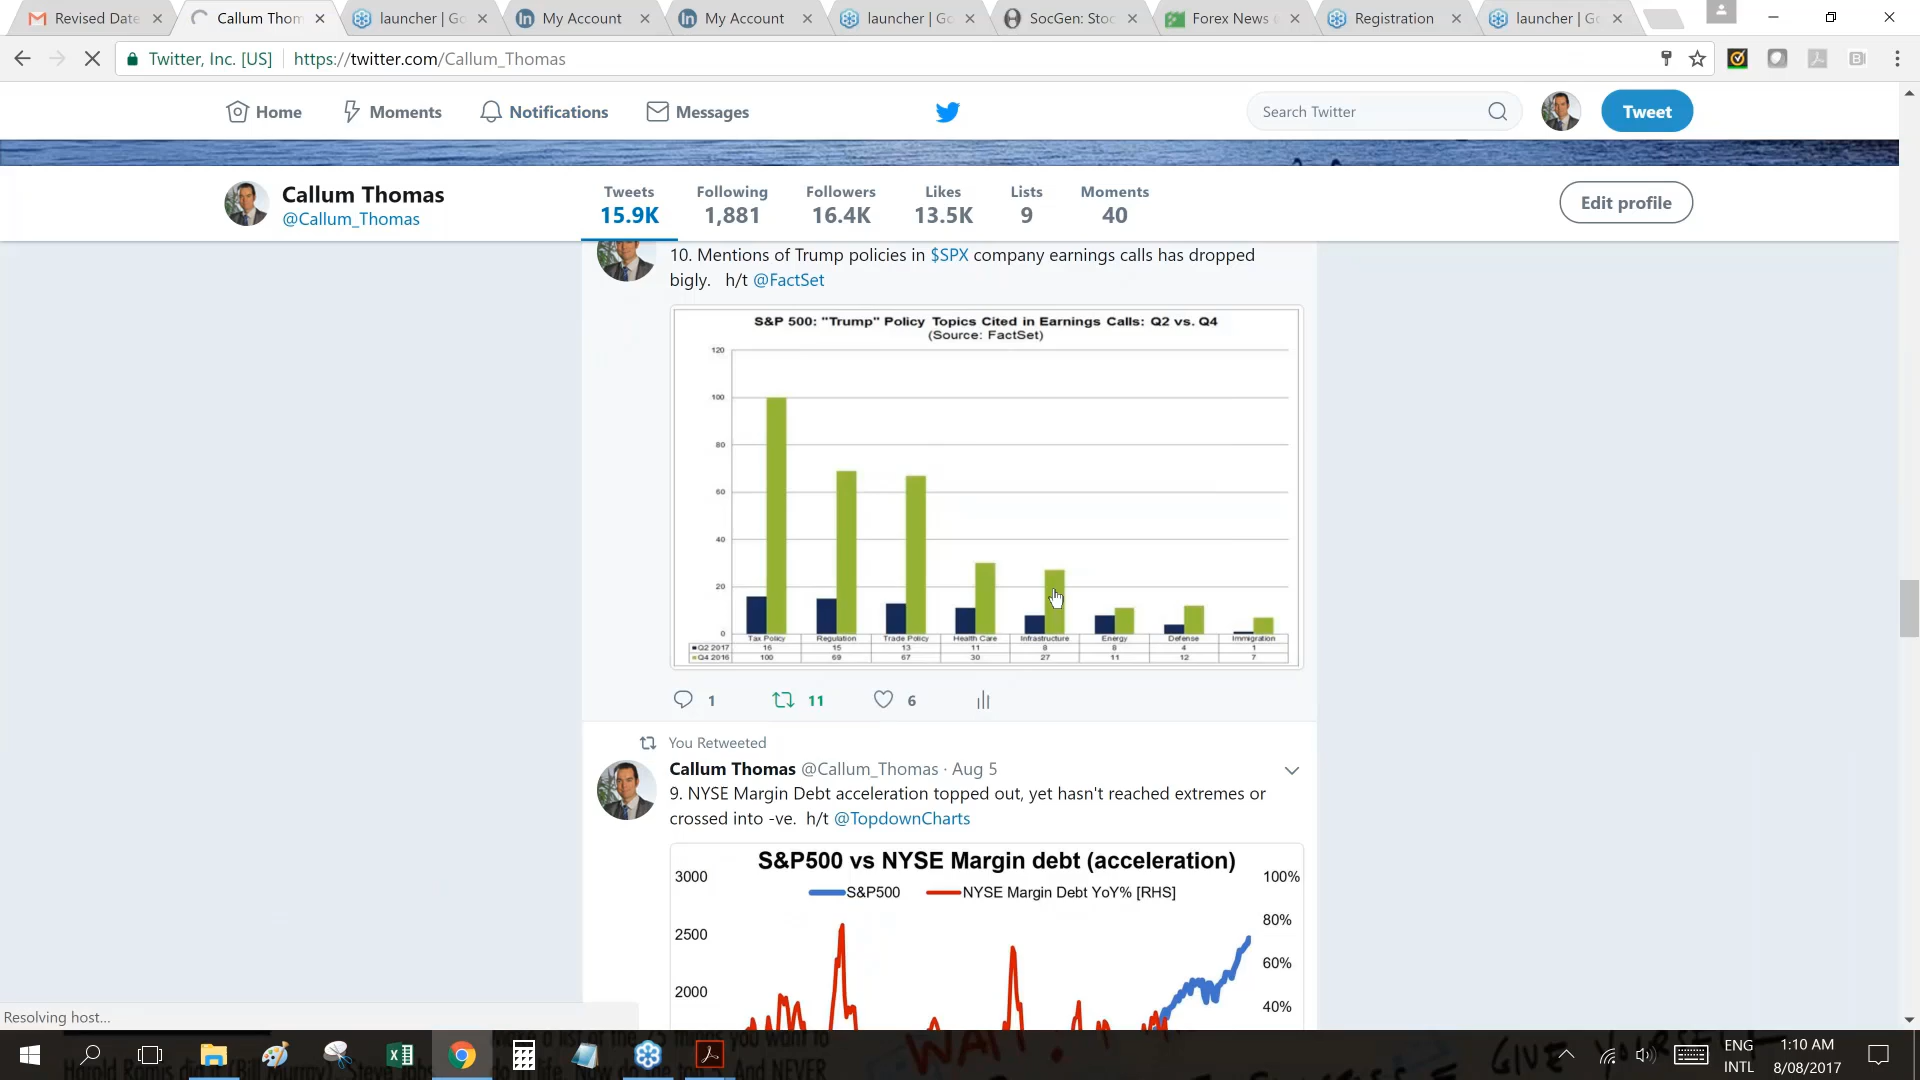 Revised Date
Callum Thom
launcher | Go
My Account
My Account
launcher | Go
SocGen: Stoc
Forex News
Registration
launcher | Go
Twitter, Inc. [US]
https://twitter.com/Callum_Thomas
Home
Moments
Notifications
Messages
Search Twitter
Tweet
Callum Thomas
@Callum_Thomas
Tweets
15.9K
Following
1,881
Followers
16.4K
Likes
13.5K
Lists
9
Moments
40
Edit profile
10. Mentions of Trump policies in $SPX company earnings calls has dropped
bigly. h/t @FactSet
S&P 500: "Trump" Policy Topics Cited in Earnings Calls: Q2 vs. Q4
(Source: FactSet)
120
100
80
60
40
20
0
Tax Policy Regulation Trade Policy Health Care Infrastructure Energy Defense Immigration
Q2 2017 16 15 13 11 8 8 4 1
Q4 2016 100 69 67 30 27 11 12 7
1
11
6
You Retweeted
Callum Thomas @Callum_Thomas · Aug 5
9. NYSE Margin Debt acceleration topped out, yet hasn't reached extremes or
crossed into -ve. h/t @TopdownCharts
S&P500 vs NYSE Margin debt (acceleration)
S&P500
NYSE Margin Debt YoY% [RHS]
3000
2500
2000
100%
80%
60%
40%
Resolving host...
ENG
INTL
1:10 AM
8/08/2017